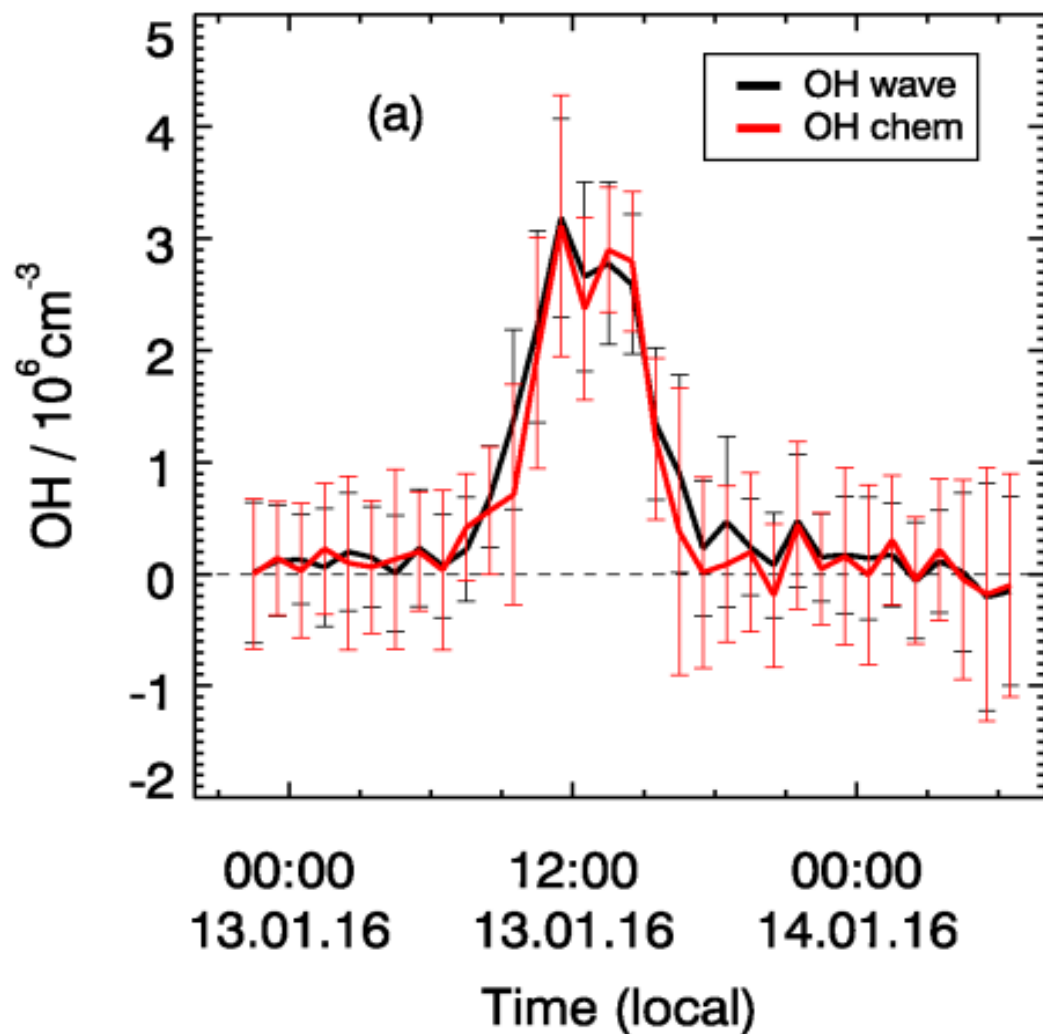 5
4
3
2
1
0
-1
-2
OH / 10⁶cm⁻³
(a)
OH wave
OH chem
00:00 12:00 00:00
13.01.16 13.01.16 14.01.16
Time (local)